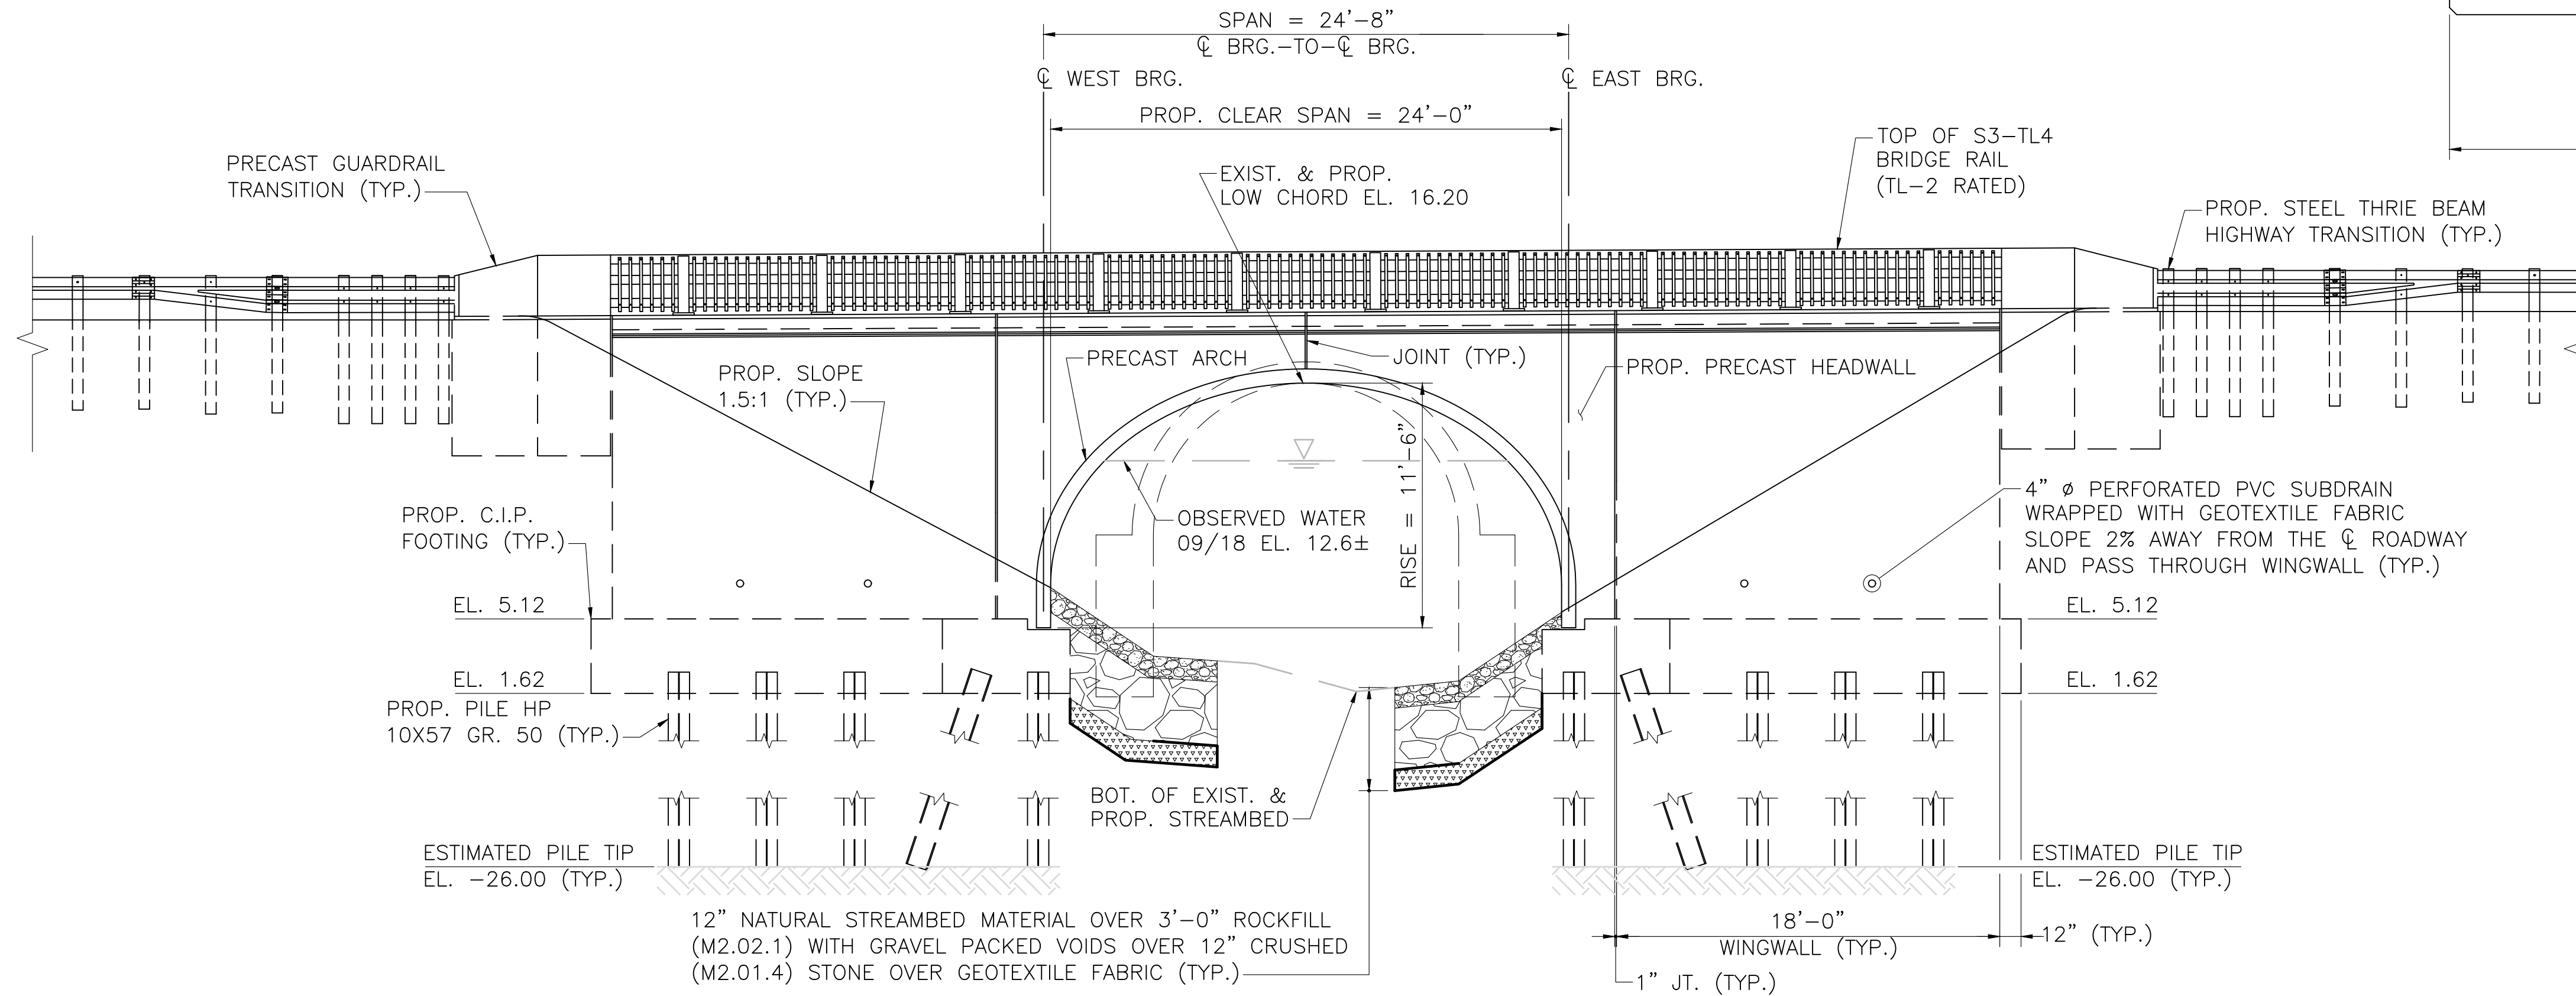 SPAN = 24'-8"
℄ BRG.-TO-℄ BRG.
℄ WEST BRG.
℄ EAST BRG.
PROP. CLEAR SPAN = 24'-0"
PRECAST GUARDRAIL
TRANSITION (TYP.)
EXIST. & PROP.
LOW CHORD EL. 16.20
TOP OF S3-TL4
BRIDGE RAIL
(TL-2 RATED)
PROP. STEEL THRIE BEAM
HIGHWAY TRANSITION (TYP.)
PRECAST ARCH
JOINT (TYP.)
PROP. PRECAST HEADWALL
PROP. SLOPE
1.5:1 (TYP.)
RISE = 11'-6"
OBSERVED WATER
09/18 EL. 12.6±
PROP. C.I.P.
FOOTING (TYP.)
4" ø PERFORATED PVC SUBDRAIN
WRAPPED WITH GEOTEXTILE FABRIC
SLOPE 2% AWAY FROM THE ℄ ROADWAY
AND PASS THROUGH WINGWALL (TYP.)
EL. 5.12
EL. 5.12
EL. 1.62
EL. 1.62
PROP. PILE HP
10X57 GR. 50 (TYP.)
BOT. OF EXIST. &
PROP. STREAMBED
ESTIMATED PILE TIP
EL. -26.00 (TYP.)
ESTIMATED PILE TIP
EL. -26.00 (TYP.)
12" NATURAL STREAMBED MATERIAL OVER 3'-0" ROCKFILL
(M2.02.1) WITH GRAVEL PACKED VOIDS OVER 12" CRUSHED
(M2.01.4) STONE OVER GEOTEXTILE FABRIC (TYP.)
18'-0"
WINGWALL (TYP.)
12" (TYP.)
1" JT. (TYP.)